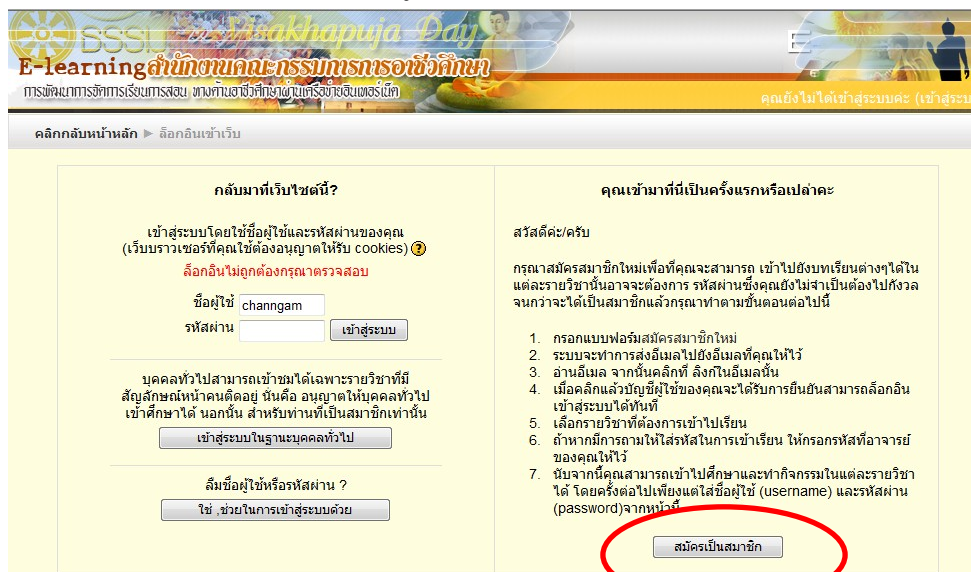 Visakhapuja Day
E-learningสำนักงานคณะกรรมการการอาชีวศึกษา
การพัฒนาการจัดการเรียนการสอน ทางด้านอาชีวศึกษาผ่านเครือข่ายอินเทอร์เน็ต
E
คุณยังไม่ได้เข้าสู่ระบบค่ะ (เข้าสู่ระบ
คลิกกลับหน้าหลัก ► ล็อกอินเข้าเว็บ
กลับมาที่เว็บไซต์นี้?
เข้าสู่ระบบโดยใช้ชื่อผู้ใช้และรหัสผ่านของคุณ
(เว็บบราวเซอร์ที่คุณใช้ต้องอนุญาตให้รับ cookies) ?
ล็อกอินไม่ถูกต้องกรุณาตรวจสอบ
ชื่อผู้ใช้ channgam
รหัสผ่าน เข้าสู่ระบบ
บุคคลทั่วไปสามารถเข้าชมได้เฉพาะรายวิชาที่มี
สัญลักษณ์หน้าคนติดอยู่ นั่นคือ อนุญาตให้บุคคลทั่วไป
เข้าศึกษาได้ นอกนั้น สำหรับท่านที่เป็นสมาชิกเท่านั้น
เข้าสู่ระบบในฐานะบุคคลทั่วไป
ลืมชื่อผู้ใช้หรือรหัสผ่าน ?
ใช่ ,ช่วยในการเข้าสู่ระบบด้วย
คุณเข้ามาที่นี่เป็นครั้งแรกหรือเปล่าคะ
สวัสดีค่ะ/ครับ
กรุณาสมัครสมาชิกใหม่เพื่อที่คุณจะสามารถ เข้าไปยังบทเรียนต่างๆได้ใน
แต่ละรายวิชานั้นอาจจะต้องการ รหัสผ่านซึ่งคุณยังไม่จำเป็นต้องไปกังวล
จนกว่าจะได้เป็นสมาชิกแล้วกรุณาทำตามขั้นตอนต่อไปนี้
1. กรอกแบบฟอร์มสมัครสมาชิกใหม่
2. ระบบจะทำการส่งอีเมลไปยังอีเมลที่คุณให้ไว้
3. อ่านอีเมล จากนั้นคลิกที่ ลิงก์ในอีเมลนั้น
4. เมื่อคลิกแล้วบัญชีผู้ใช้ของคุณจะได้รับการยืนยันสามารถล็อกอิน
เข้าสู่ระบบได้ทันที
5. เลือกรายวิชาที่ต้องการเข้าไปเรียน
6. ถ้าหากมีการถามให้ใส่รหัสในการเข้าเรียน ให้กรอกรหัสที่อาจารย์
ของคุณให้ไว้
7. นับจากนี้คุณสามารถเข้าไปศึกษาและทำกิจกรรมในแต่ละรายวิชา
ได้ โดยครั้งต่อไปเพียงแต่ใส่ชื่อผู้ใช้ (username) และรหัสผ่าน
(password)จากหน้านี้
สมัครเป็นสมาชิก